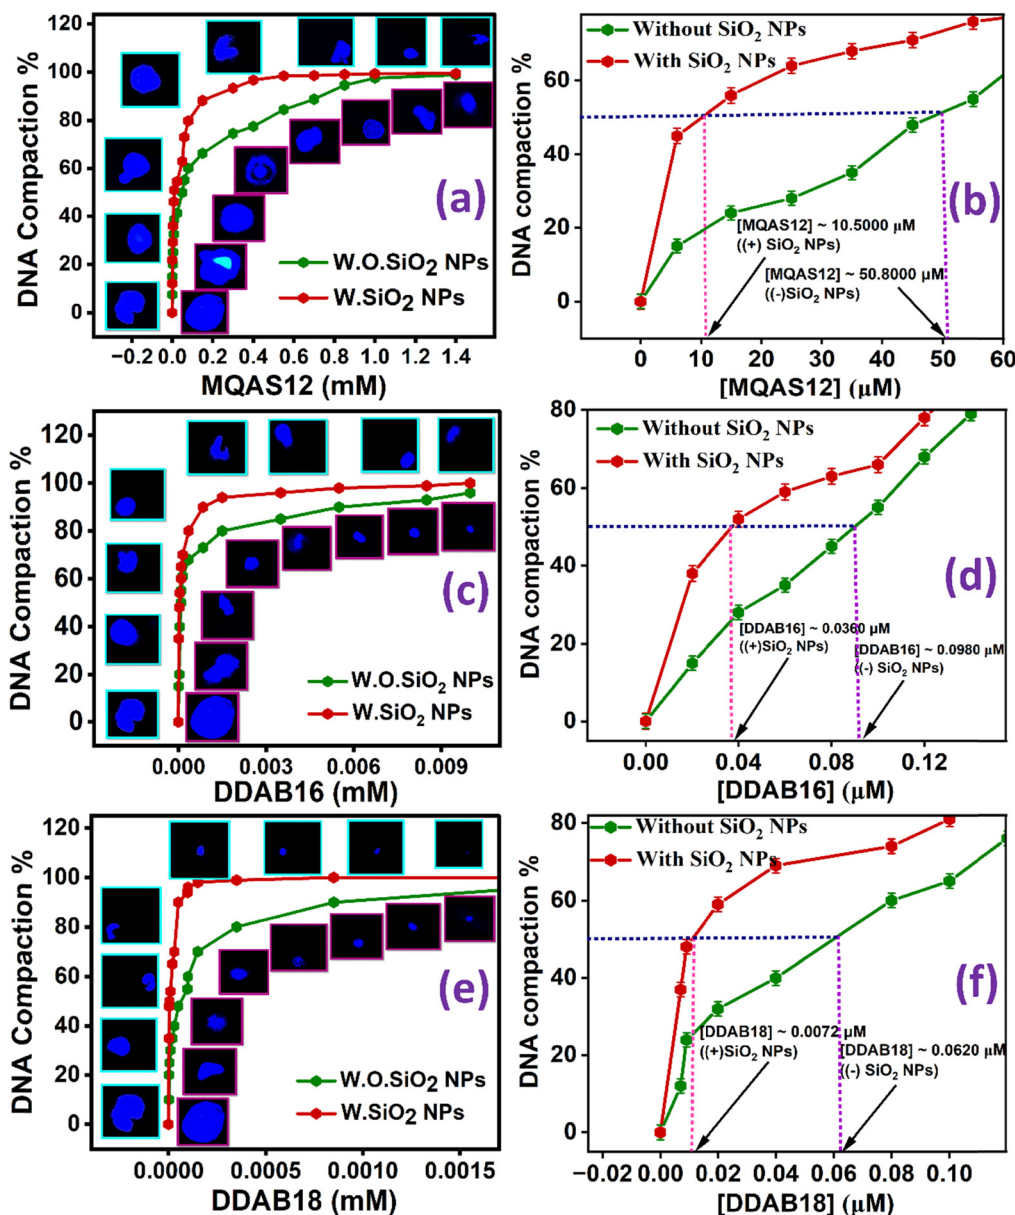 DNA Compaction %
120
100
80
60
40
20
0
(a)
W.O.SiO2 NPs
W.SiO2 NPs
−0.2 0.0 0.2 0.4 0.6 0.8 1.0 1.2 1.4
MQAS12 (mM)
DNA compaction %
60
40
20
0
Without SiO2 NPs
With SiO2 NPs
(b)
[MQAS12] ~ 10.5000 μM
((+) SiO2 NPs)
[MQAS12] ~ 50.8000 μM
((-)SiO2 NPs)
0 10 20 30 40 50 60
[MQAS12] (μM)
DNA Compaction %
120
100
80
60
40
20
0
(c)
W.O.SiO2 NPs
W.SiO2 NPs
0.000 0.003 0.006 0.009
DDAB16 (mM)
DNA compaction %
80
60
40
20
0
Without SiO2 NPs
With SiO2 NPs
(d)
[DDAB16] ~ 0.0360 μM
((+)SiO2 NPs)
[DDAB16] ~ 0.0980 μM
((-) SiO2 NPs)
0.00 0.04 0.08 0.12
[DDAB16] (μM)
DNA Compaction %
120
100
80
60
40
20
0
(e)
W.O.SiO2 NPs
W.SiO2 NPs
0.0000 0.0005 0.0010 0.0015
DDAB18 (mM)
DNA compaction %
80
60
40
20
0
Without SiO2 NPs
With SiO2 NPs
(f)
[DDAB18] ~ 0.0072 μM
((+)SiO2 NPs)
[DDAB18] ~ 0.0620 μM
((-) SiO2 NPs)
−0.02 0.00 0.02 0.04 0.06 0.08 0.10
[DDAB18] (μM)